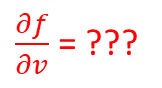 ∂f/∂v = ???